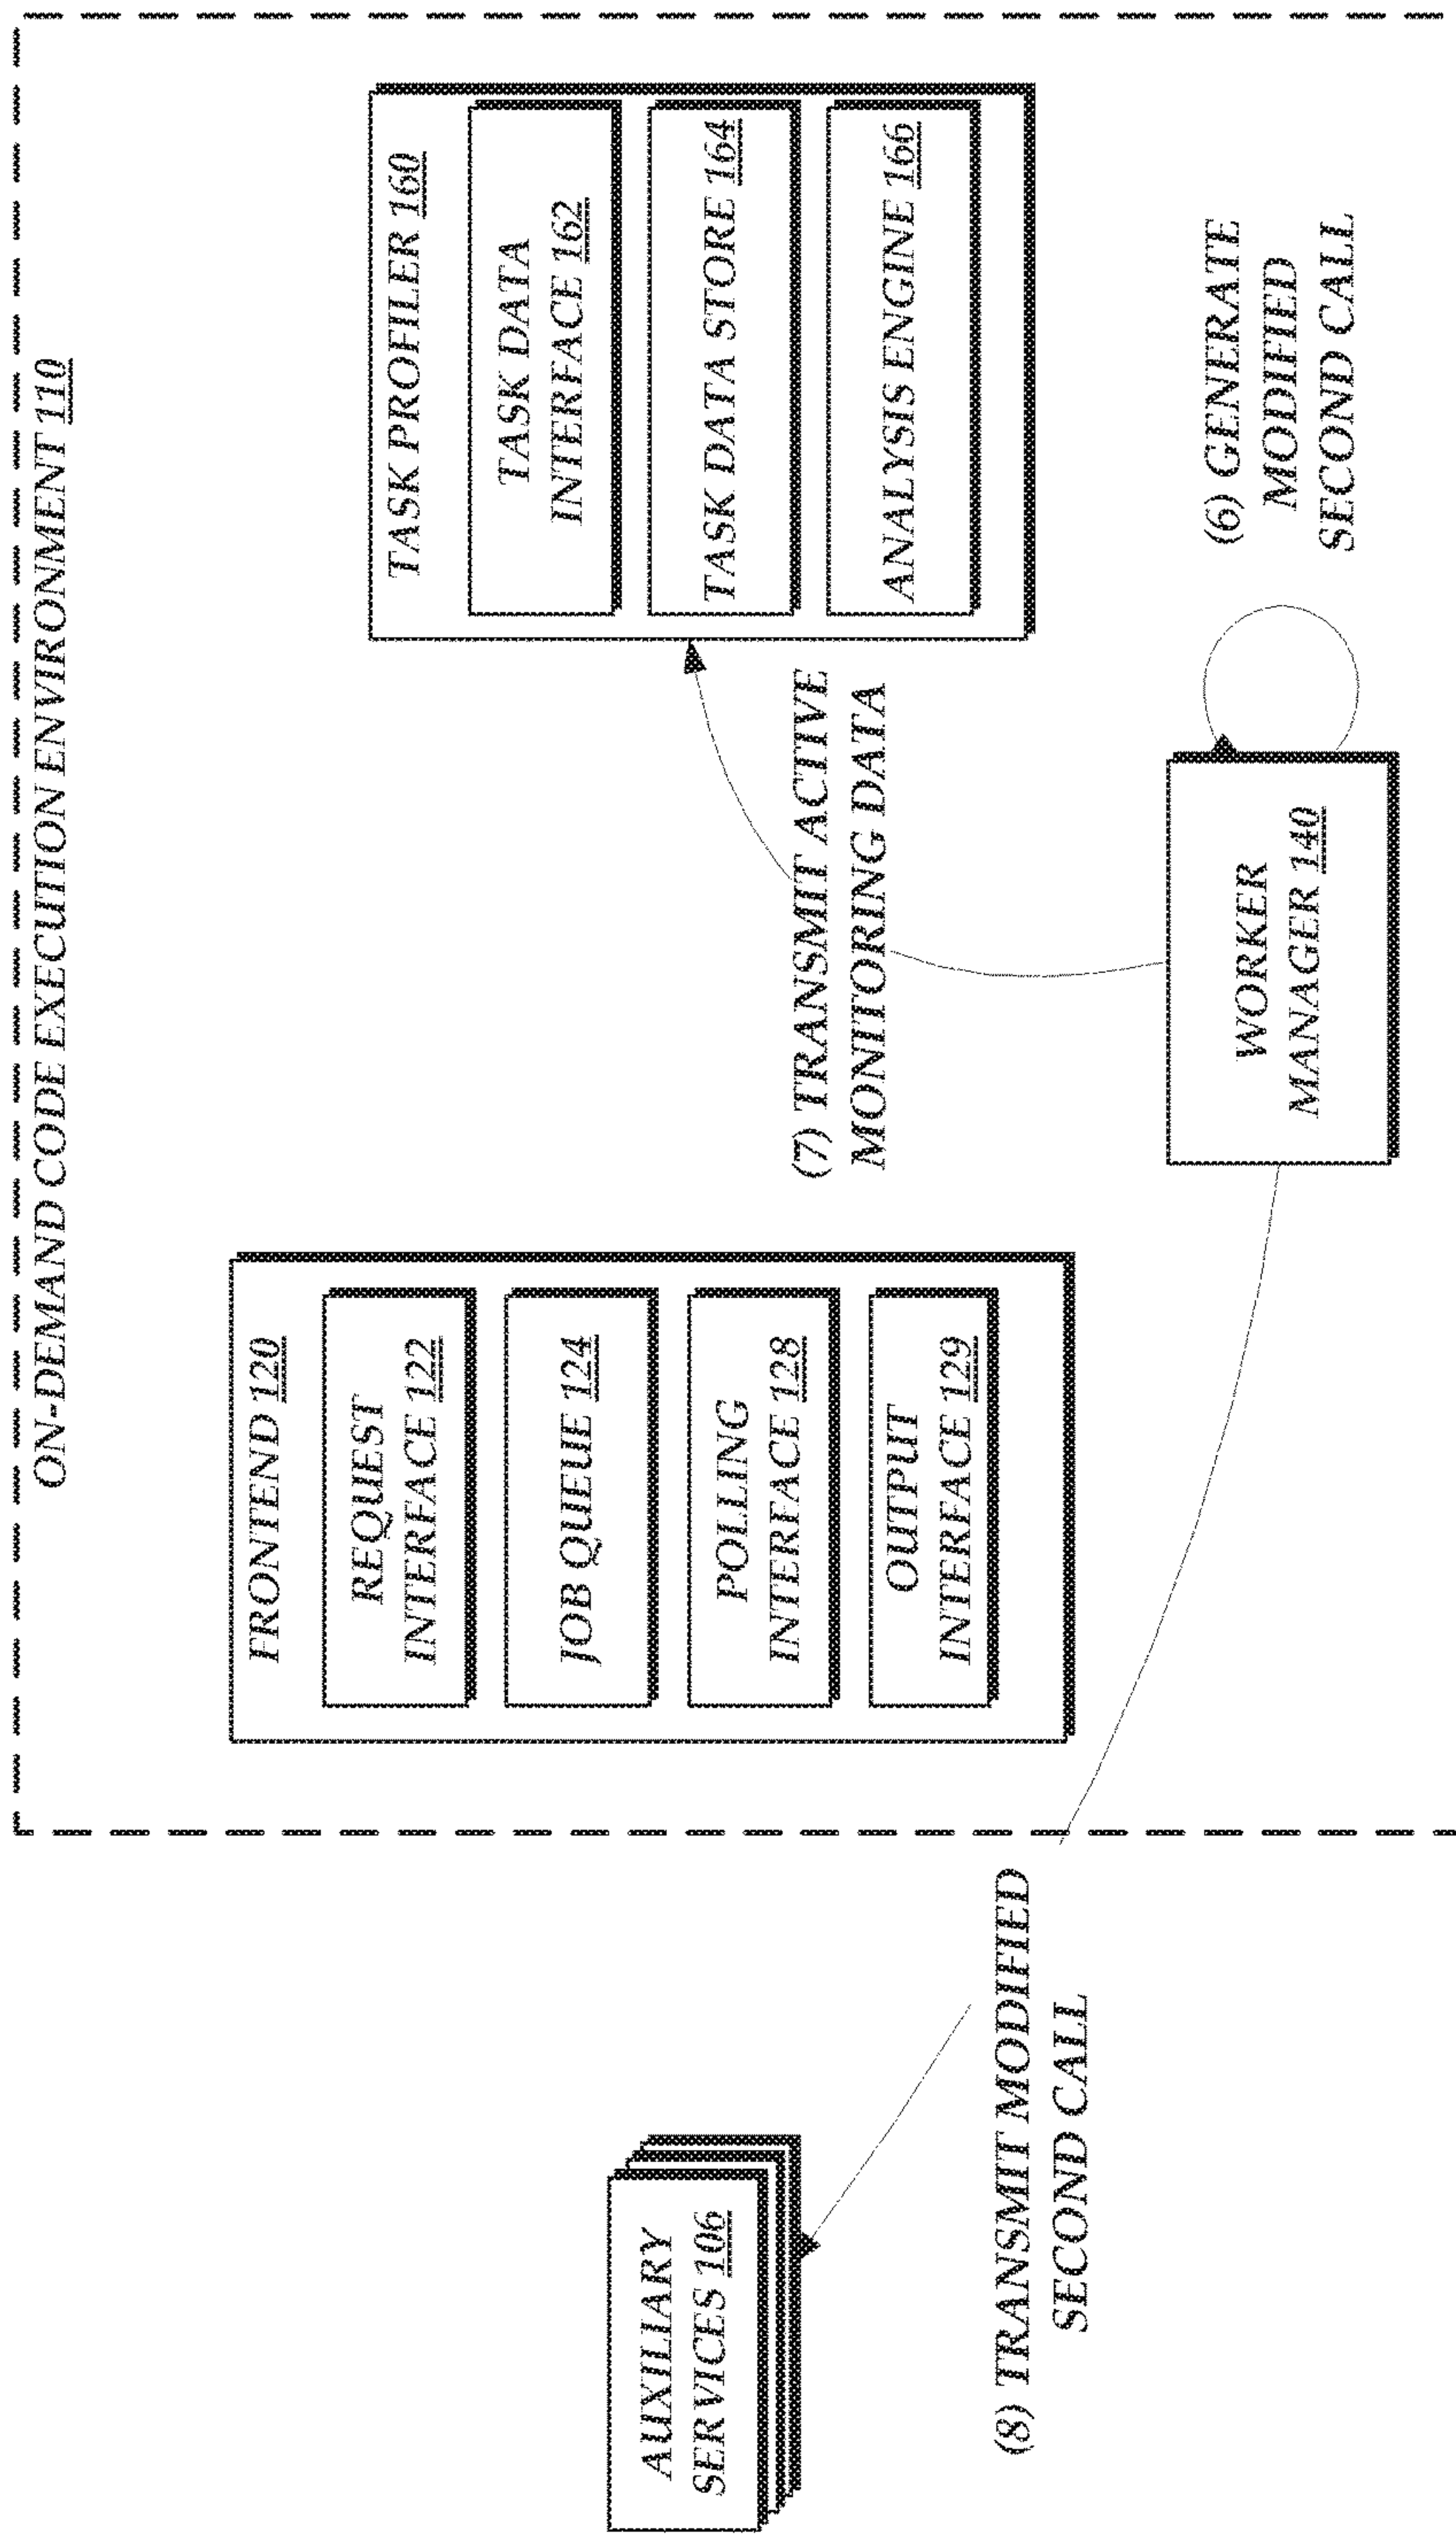 ON-DEMAND CODE EXECUTION ENVIRONMENT 110
FRONTEND 120
REQUEST
INTERFACE 122
JOB QUEUE 124
POLLING
INTERFACE 128
OUTPUT
INTERFACE 129
TASK PROFILER 160
TASK DATA
INTERFACE 162
TASK DATA STORE 164
ANALYSIS ENGINE 166
AUXILIARY
SERVICES 106
(7) TRANSMIT ACTIVE
MONITORING DATA
(8) TRANSMIT MODIFIED
SECOND CALL
WORKER
MANAGER 140
(6) GENERATE
MODIFIED
SECOND CALL